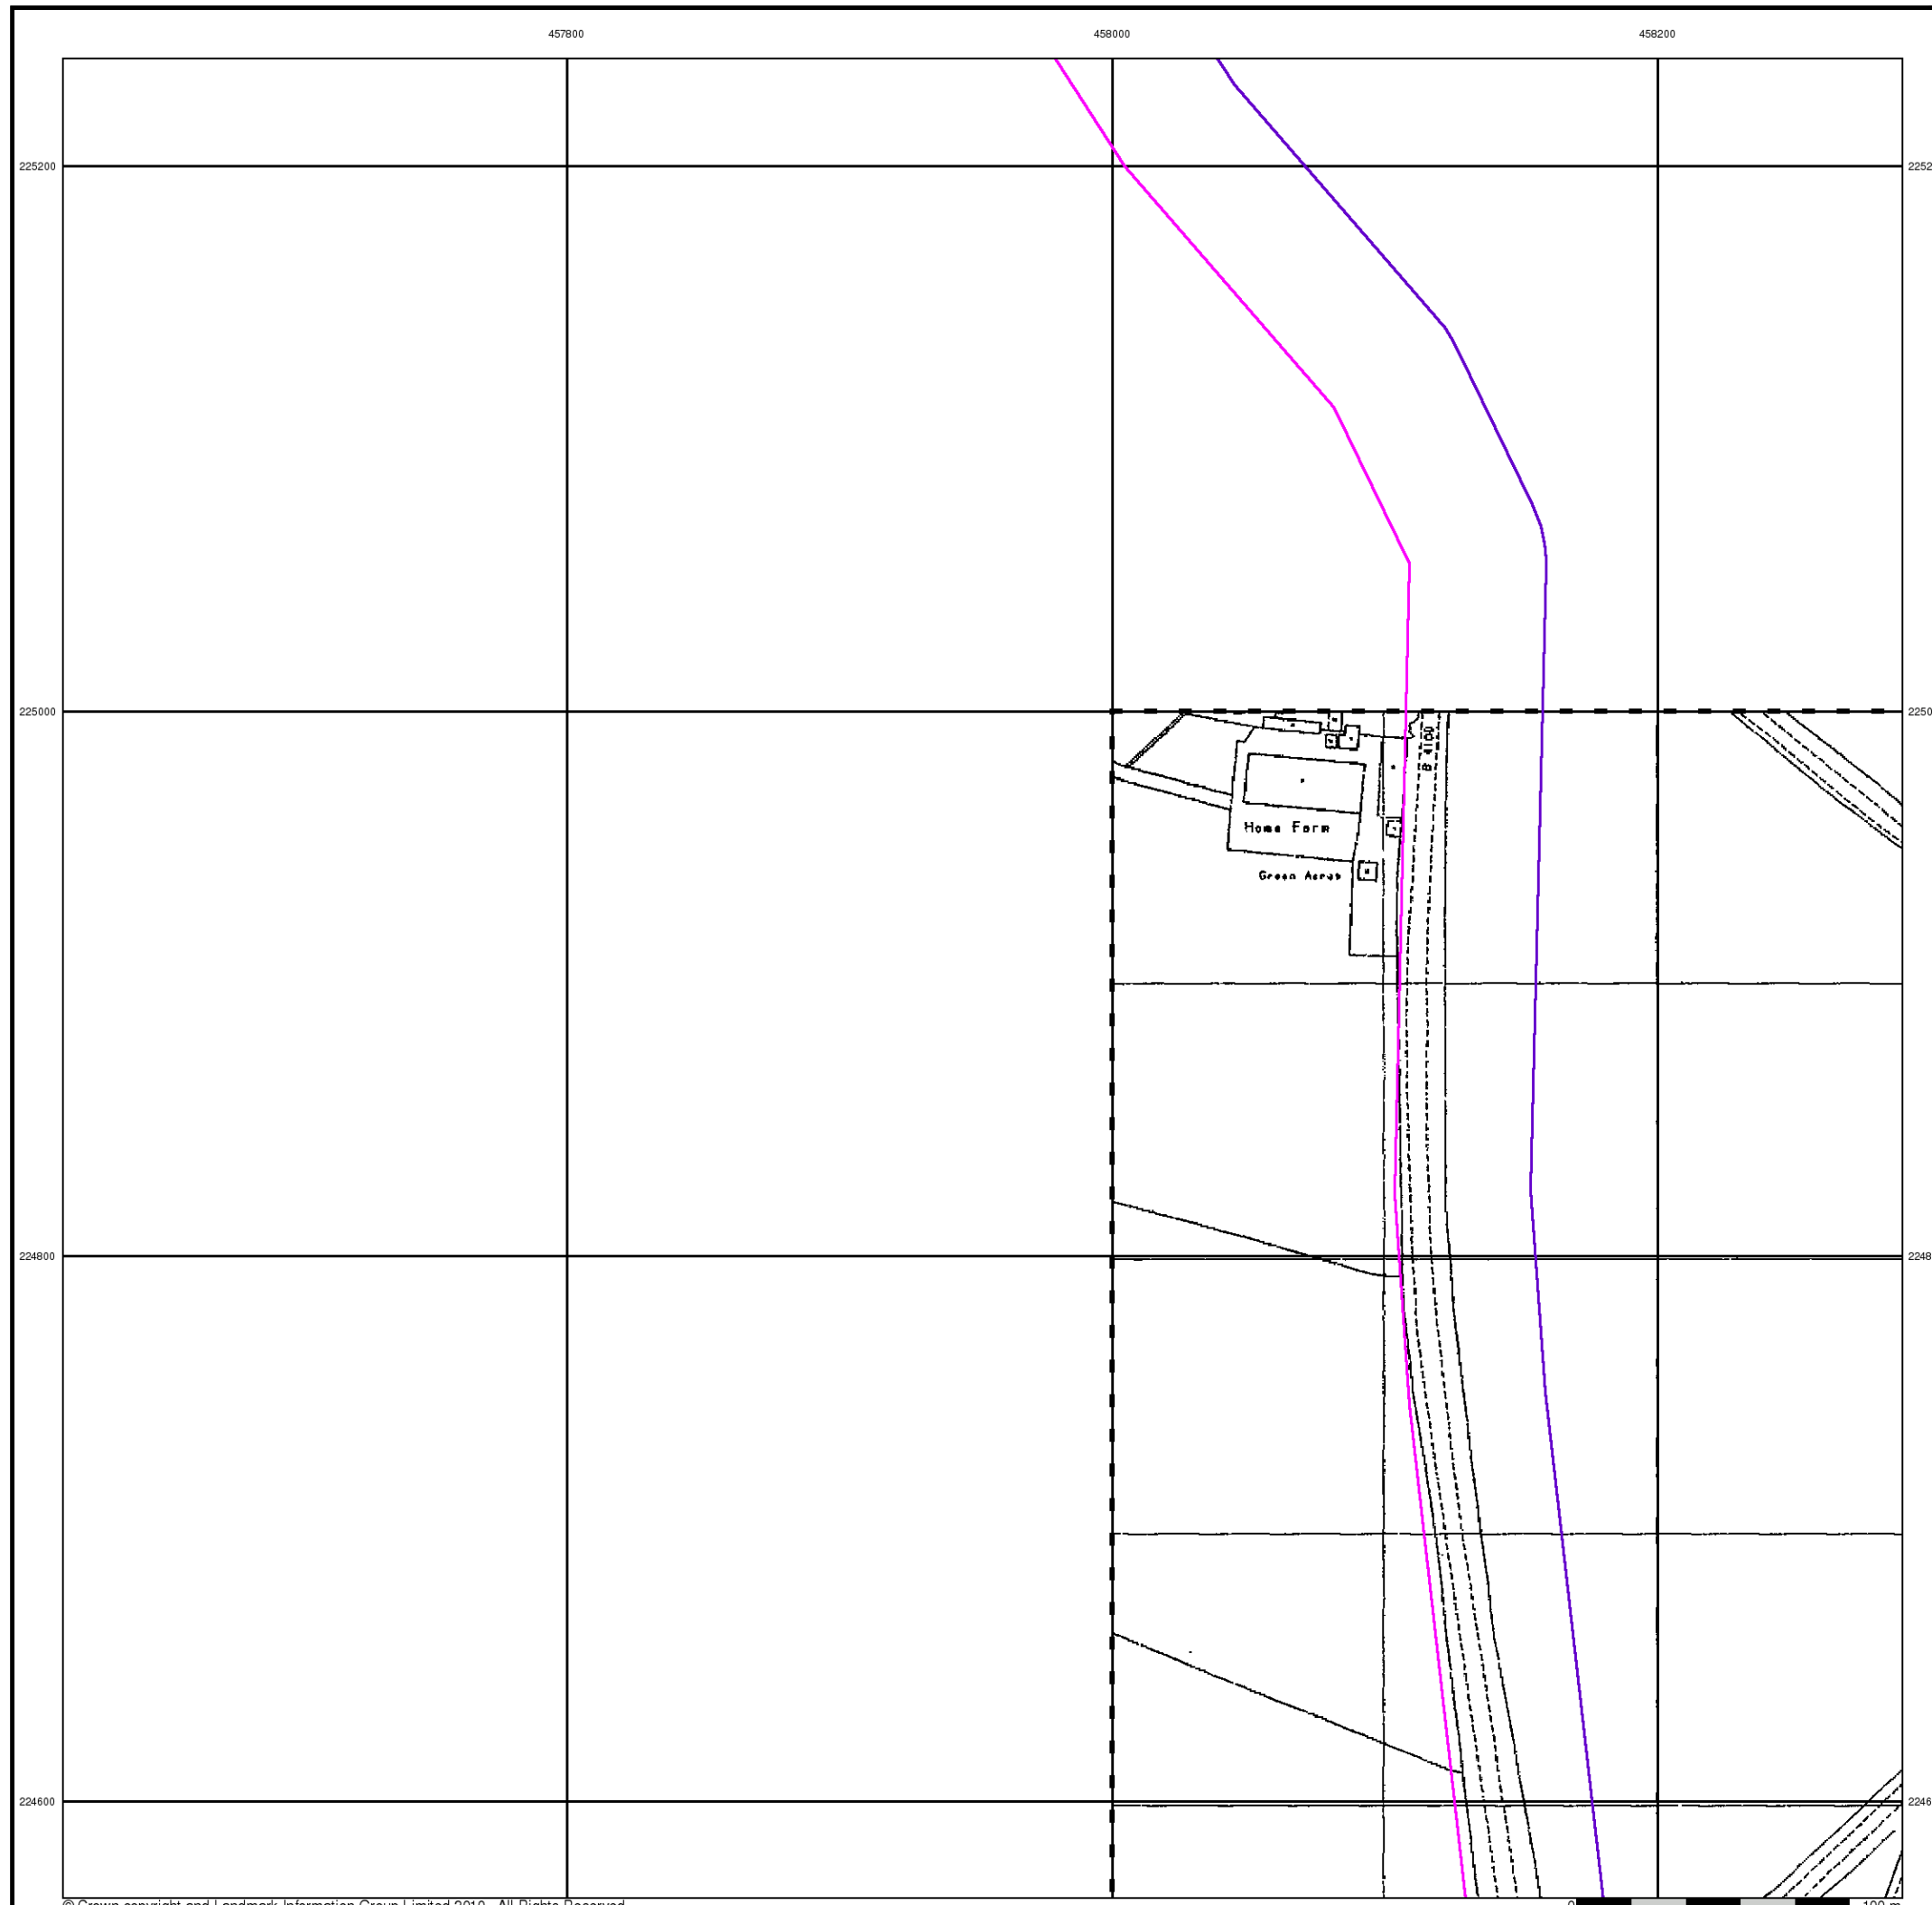 457800 458000 458200
225200 2252
225000 2250
B 4100
Home Farm
Green Acres
224800 2248
224600 2246
© Crown copyright and Landmark Information Group Limited 2010. All Rights Reserved.
0 100 m